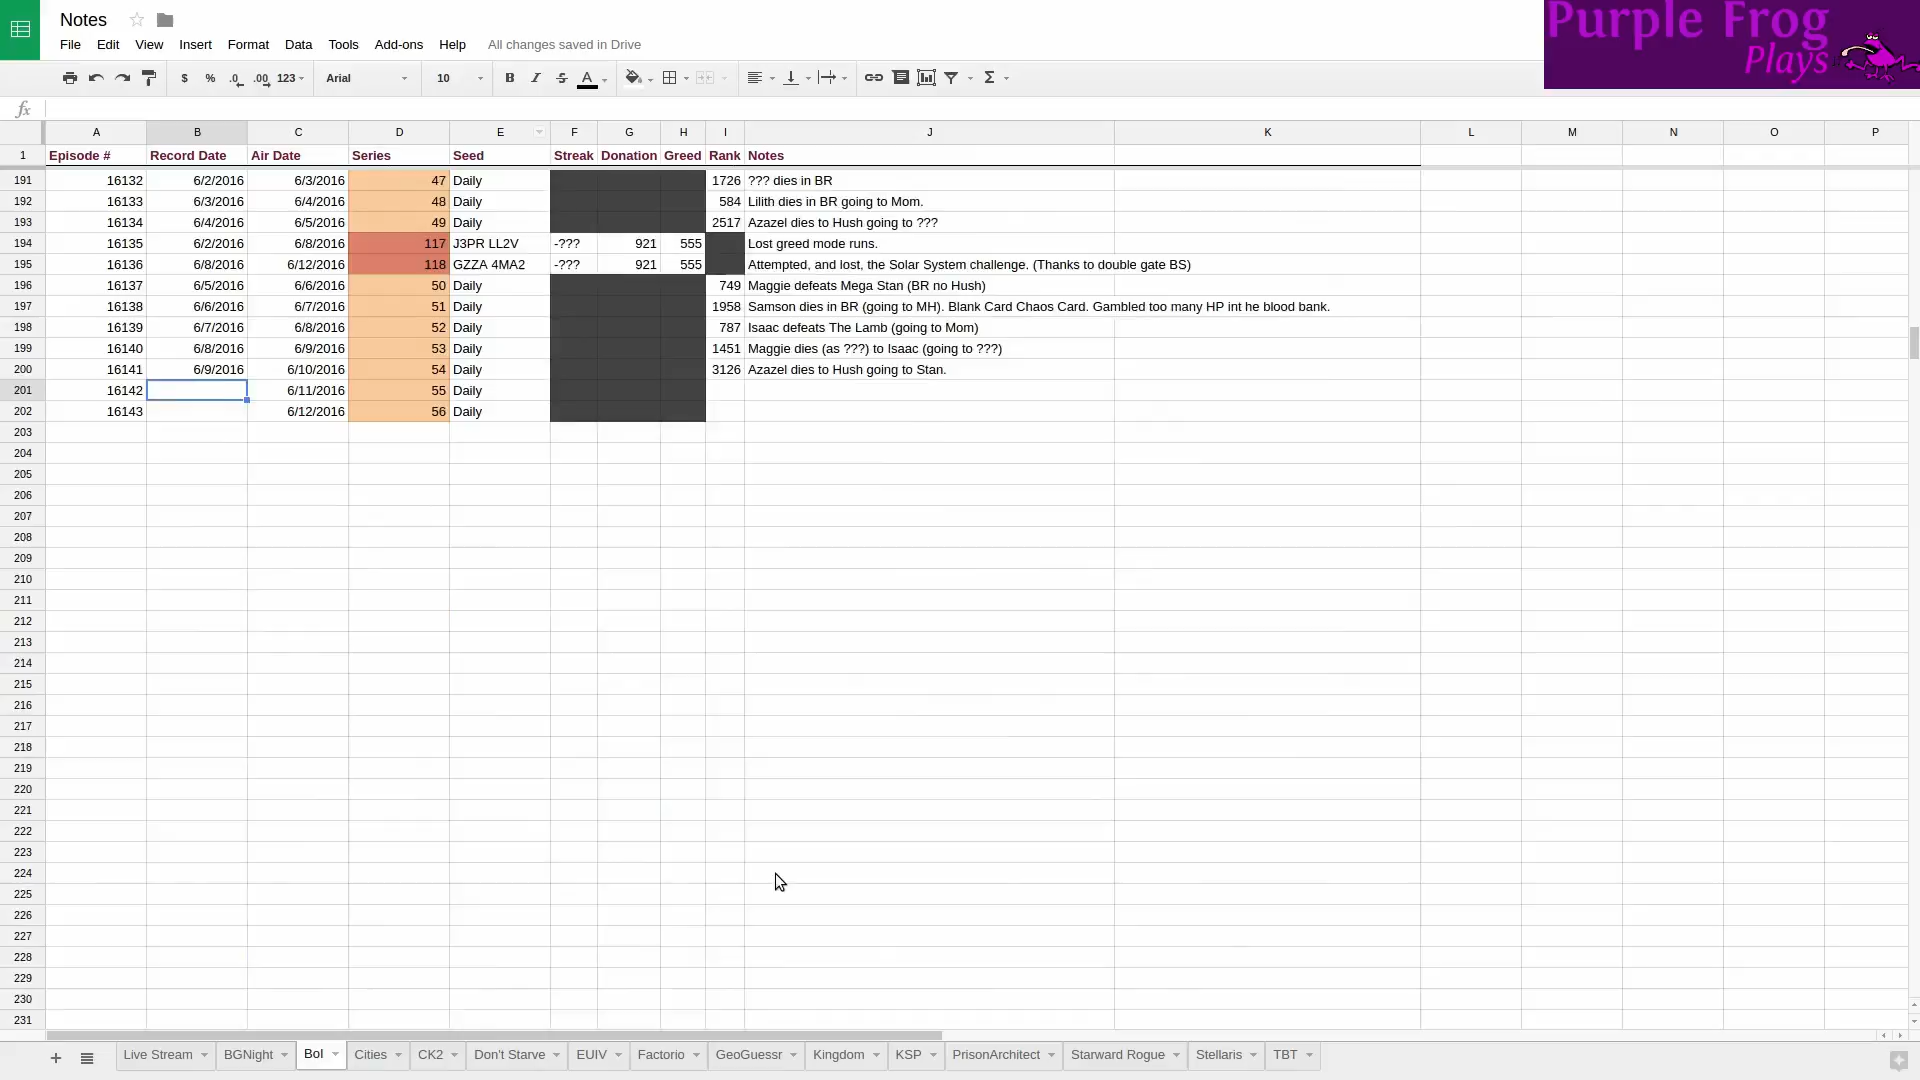 Notes
Purple Frog
Plays
File Edit View Insert Format Data Tools Add-ons Help All changes saved in Drive
$ % .0 .00 123 Arial 10 B I S A Σ
fx
A B C D E F G H I J K L M N O P
1 Episode # Record Date Air Date Series Seed Streak Donation Greed Rank Notes
191 16132 6/2/2016 6/3/2016 47 Daily 1726 ??? dies in BR
192 16133 6/3/2016 6/4/2016 48 Daily 584 Lilith dies in BR going to Mom.
193 16134 6/4/2016 6/5/2016 49 Daily 2517 Azazel dies to Hush going to ???
194 16135 6/2/2016 6/8/2016 117 J3PR LL2V -??? 921 555 Lost greed mode runs.
195 16136 6/8/2016 6/12/2016 118 GZZA 4MA2 -??? 921 555 Attempted, and lost, the Solar System challenge. (Thanks to double gate BS)
196 16137 6/5/2016 6/6/2016 50 Daily 749 Maggie defeats Mega Stan (BR no Hush)
197 16138 6/6/2016 6/7/2016 51 Daily 1958 Samson dies in BR (going to MH). Blank Card Chaos Card. Gambled too many HP int he blood bank.
198 16139 6/7/2016 6/8/2016 52 Daily 787 Isaac defeats The Lamb (going to Mom)
199 16140 6/8/2016 6/9/2016 53 Daily 1451 Maggie dies (as ???) to Isaac (going to ???)
200 16141 6/9/2016 6/10/2016 54 Daily 3126 Azazel dies to Hush going to Stan.
201 16142 6/11/2016 55 Daily
202 16143 6/12/2016 56 Daily
203
204
205
206
207
208
209
210
211
212
213
214
215
216
217
218
219
220
221
222
223
224
225
226
227
228
229
230
231
+ Live Stream BGNight BoI Cities CK2 Don't Starve EUIV Factorio GeoGuessr Kingdom KSP PrisonArchitect Starward Rogue Stellaris TBT